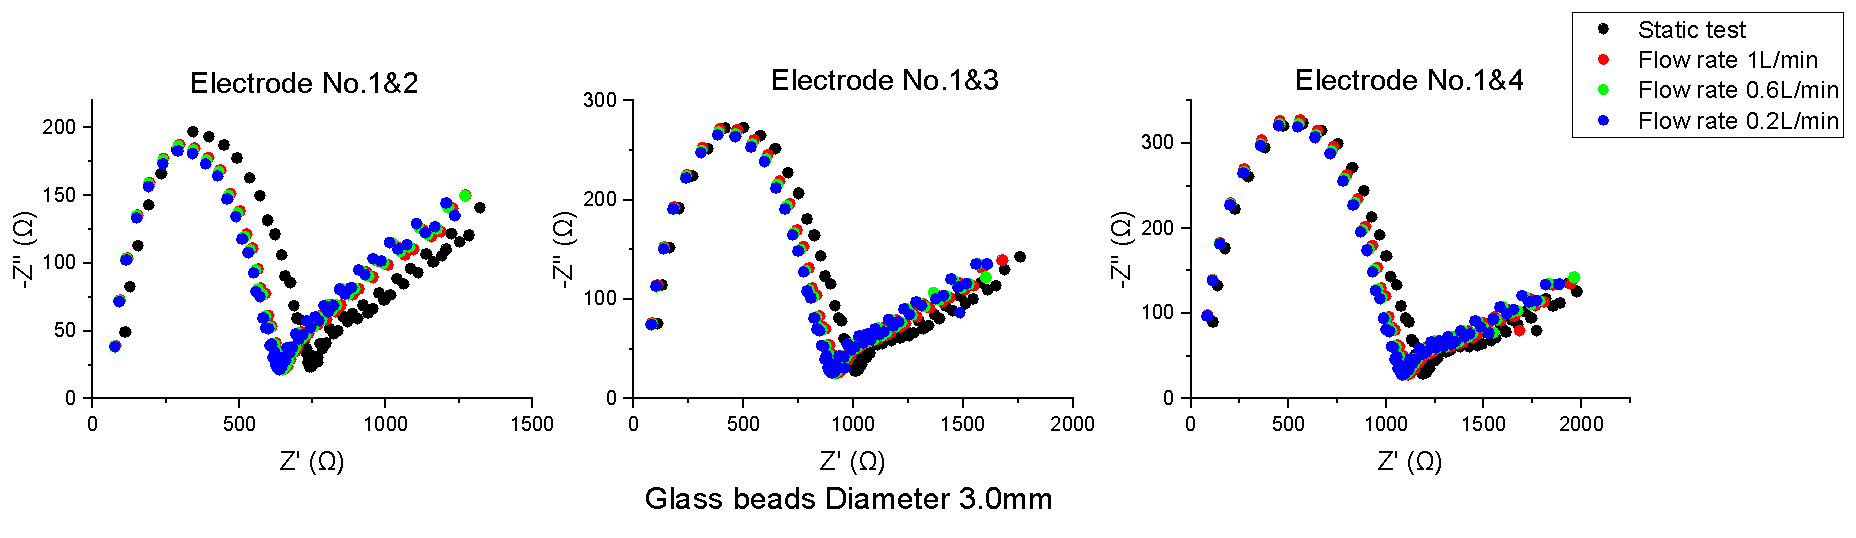 Static test
Flow rate 1L/min
Flow rate 0.6L/min
Flow rate 0.2L/min
Electrode No.1&2
200
150
100
50
0
-Z'' (Ω)
0 500 1000 1500
Z' (Ω)
Electrode No.1&3
300
200
100
0
-Z'' (Ω)
0 500 1000 1500 2000
Z' (Ω)
Electrode No.1&4
300
200
100
0
-Z'' (Ω)
0 500 1000 1500 2000
Z' (Ω)
Glass beads Diameter 3.0mm